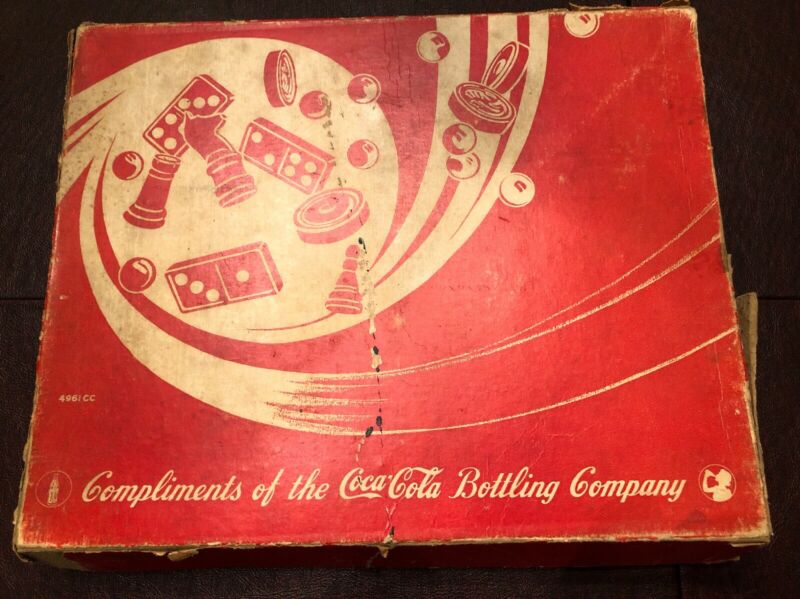 4961CC
Compliments of the Coca-Cola Bottling Company